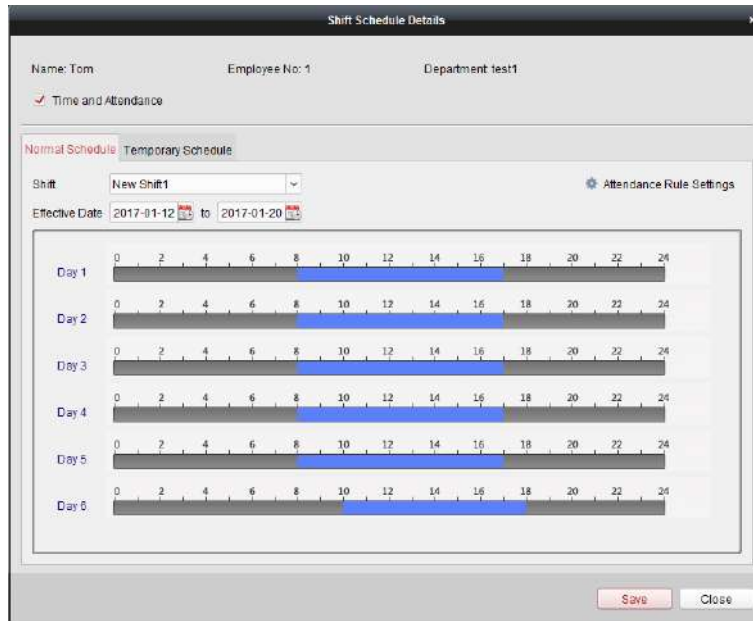 Shift Schedule Details
Name: Tom Employee No: 1 Department: test1
Time and Attendance
Normal Schedule Temporary Schedule
Shift New Shift1 Attendance Rule Settings
Effective Date 2017-01-12 to 2017-01-20
0 2 4 6 8 10 12 14 16 18 20 22 24
Day 1
0 2 4 6 8 10 12 14 16 18 20 22 24
Day 2
0 2 4 6 8 10 12 14 16 18 20 22 24
Day 3
0 2 4 6 8 10 12 14 16 18 20 22 24
Day 4
0 2 4 6 8 10 12 14 16 18 20 22 24
Day 5
0 2 4 6 8 10 12 14 16 18 20 22 24
Day 6
Save Close